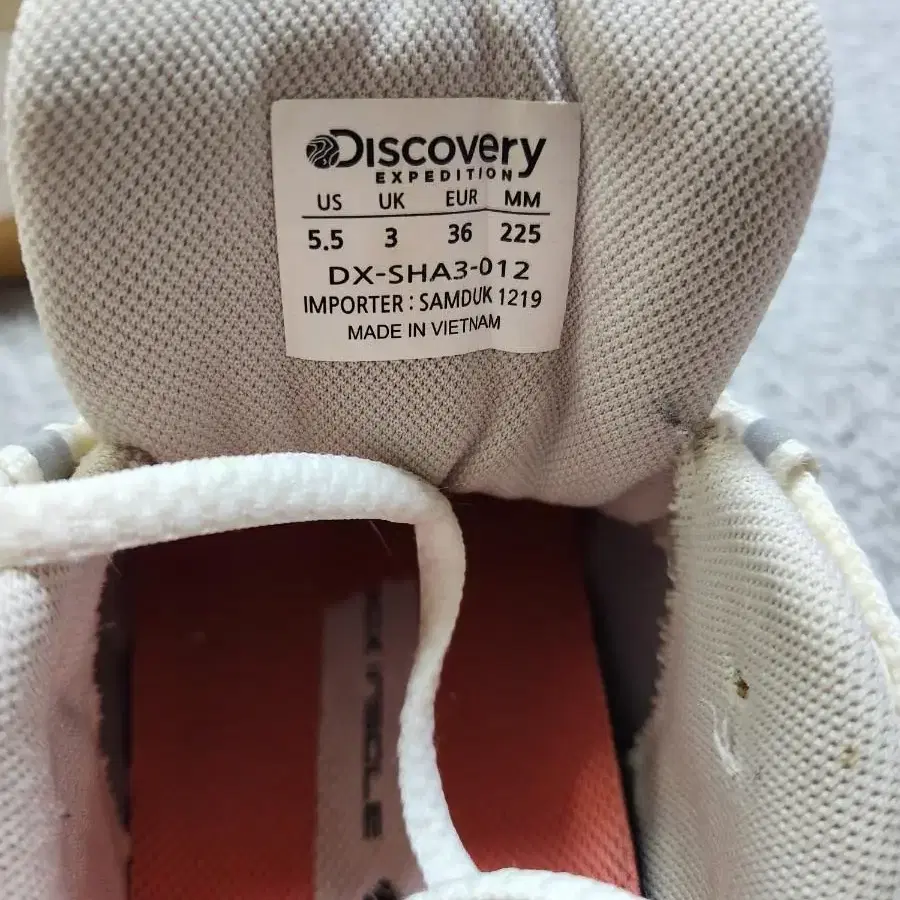 DISCOVERY
EXPEDITION
US UK EUR MM
5.5 3 36 225
DX-SHA3-012
IMPORTER : SAMDUK 1219
MADE IN VIETNAM